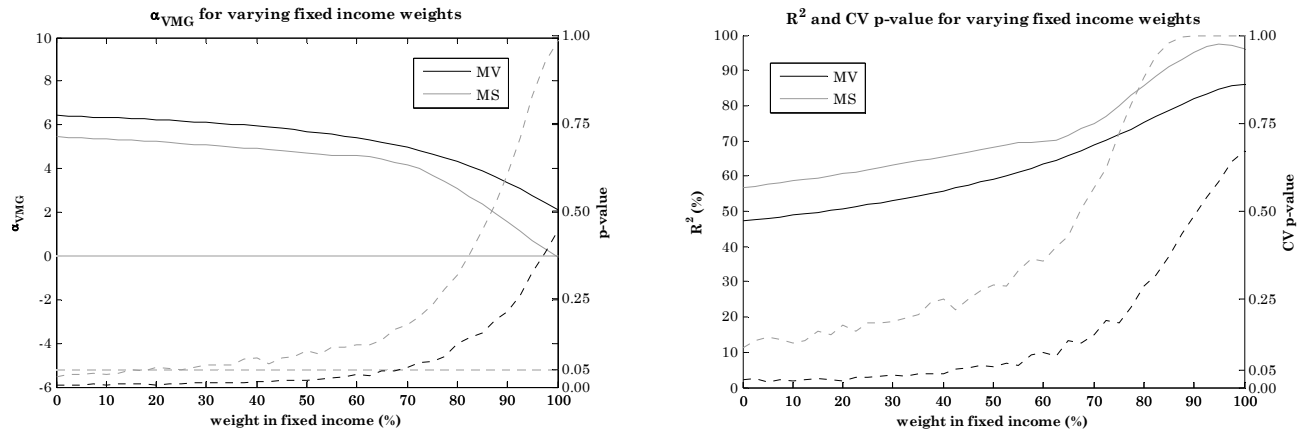 α_VMG for varying fixed income weights
10
8
6
4
2
0
-2
-4
-6
α_VMG
1.00
0.75
0.50
0.25
0.05
0.00
p-value
MV
MS
0 10 20 30 40 50 60 70 80 90 100
weight in fixed income (%)
R² and CV p-value for varying fixed income weights
100
90
80
70
60
50
40
30
20
10
0
R² (%)
1.00
0.75
0.50
0.25
0.05
0.00
CV p-value
MV
MS
0 10 20 30 40 50 60 70 80 90 100
weight in fixed income (%)